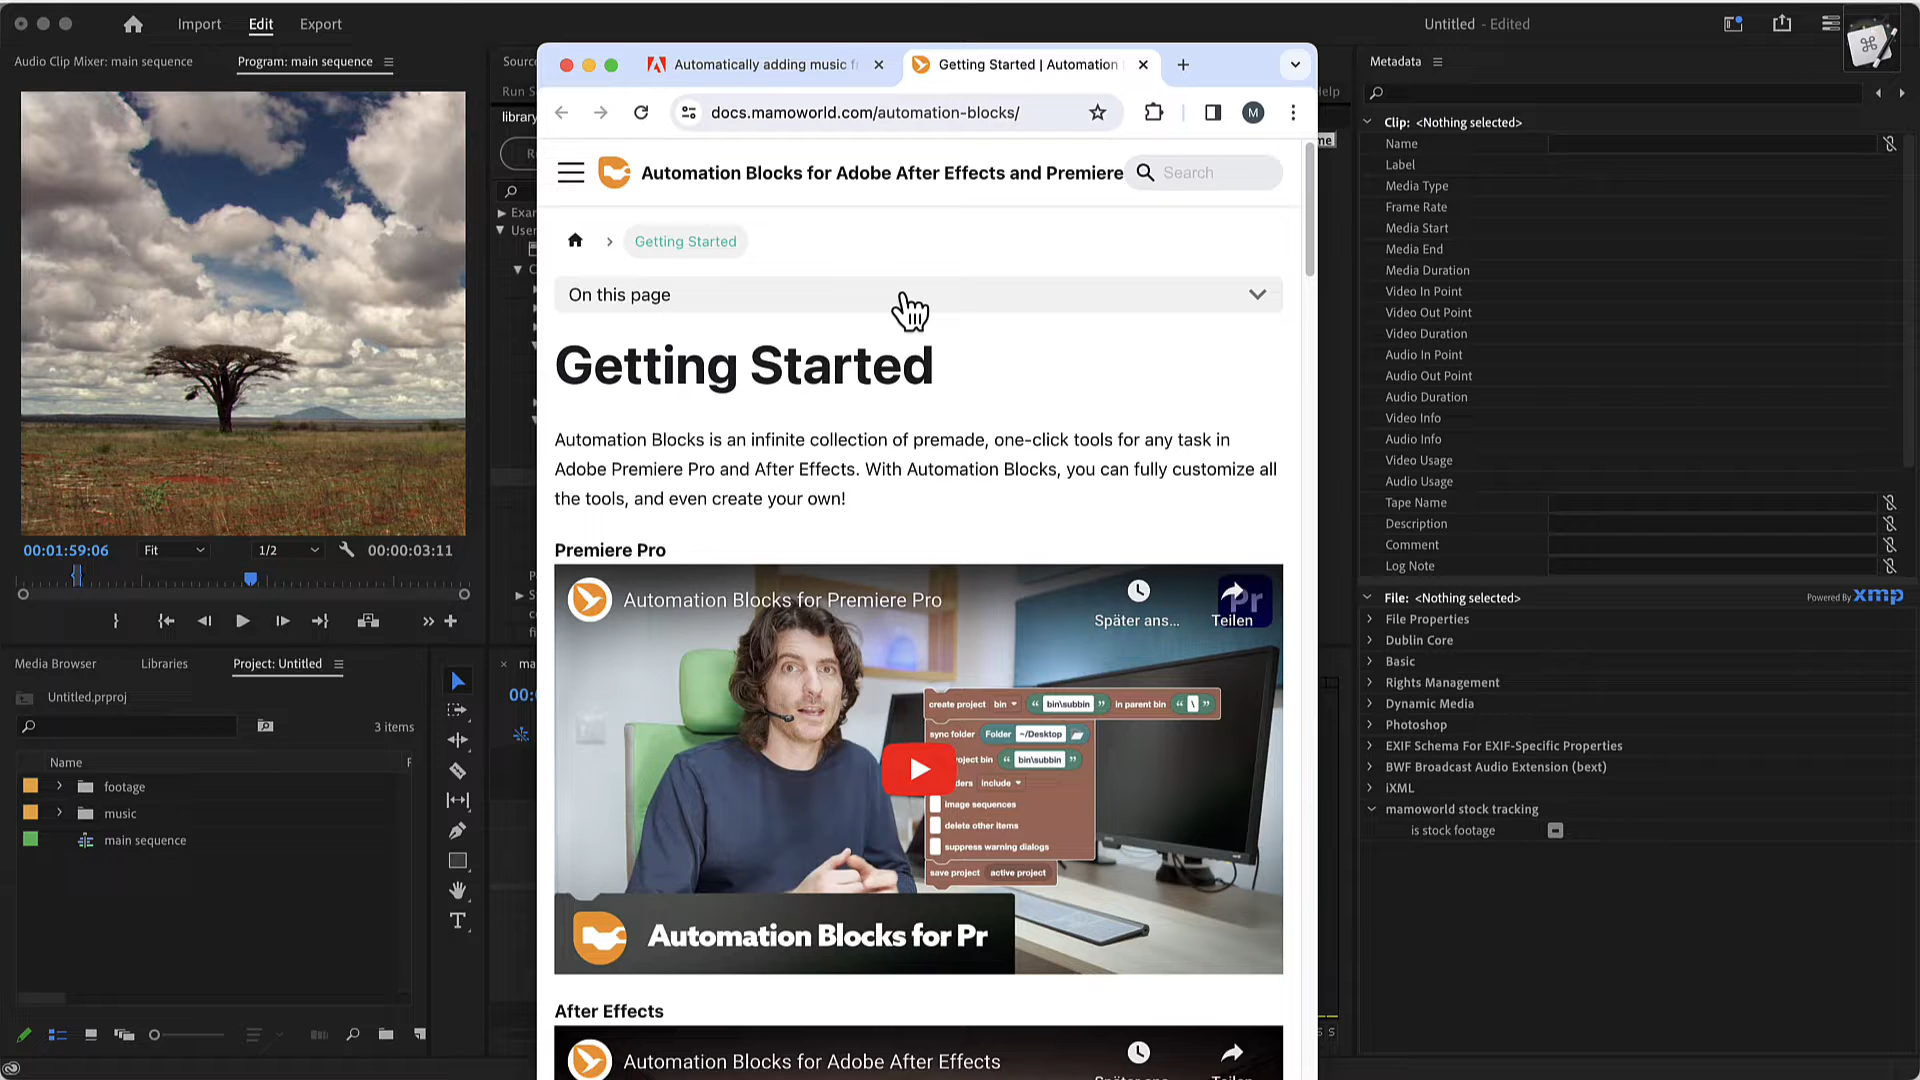 Import
Edit
Export
Untitled - Edited
Audio Clip Mixer: main sequence
Program: main sequence
00:01:59:06
Fit
1/2
00:00:03:11
Media Browser
Libraries
Project: Untitled
Untitled.prproj
3 items
Name
footage
music
main sequence
Sourc
Run S
library
Exar
User
00:
Automatically adding music f
Getting Started | Automation
docs.mamoworld.com/automation-blocks/
M
Automation Blocks for Adobe After Effects and Premiere
Search
Getting Started
On this page
Getting Started
Automation Blocks is an infinite collection of premade, one-click tools for any task in
Adobe Premiere Pro and After Effects. With Automation Blocks, you can fully customize all
the tools, and even create your own!
Premiere Pro
Automation Blocks for Premiere Pro
Später ans...
Teilen
Pr
create project bin “ bin\subbin ” in parent bin “ \ ”
sync folder Folder ~/Desktop
oject bin “ bin\subbin ”
ders include
image sequences
delete other items
suppress warning dialogs
save project active project
Automation Blocks for Pr
After Effects
Automation Blocks for Adobe After Effects
Help
Metadata
Clip: <Nothing selected>
Name
Label
Media Type
Frame Rate
Media Start
Media End
Media Duration
Video In Point
Video Out Point
Video Duration
Audio In Point
Audio Out Point
Audio Duration
Video Info
Audio Info
Video Usage
Audio Usage
Tape Name
Description
Comment
Log Note
File: <Nothing selected>
Powered By xmp
File Properties
Dublin Core
Basic
Rights Management
Dynamic Media
Photoshop
EXIF Schema For EXIF-Specific Properties
BWF Broadcast Audio Extension (bext)
iXML
mamoworld stock tracking
is stock footage